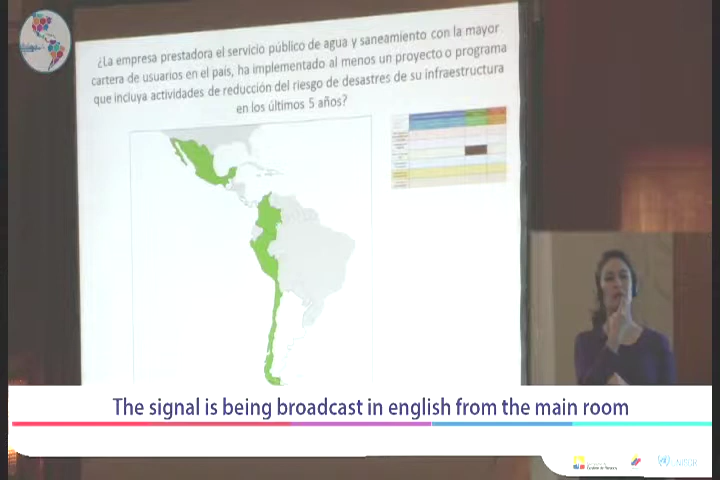 ¿La empresa prestadora el servicio público de agua y saneamiento con la mayor
cartera de usuarios en el país, ha implementado al menos un proyecto o programa
que incluya actividades de reducción del riesgo de desastres de su infraestructura
en los últimos 5 años?
The signal is being broadcast in english from the main room